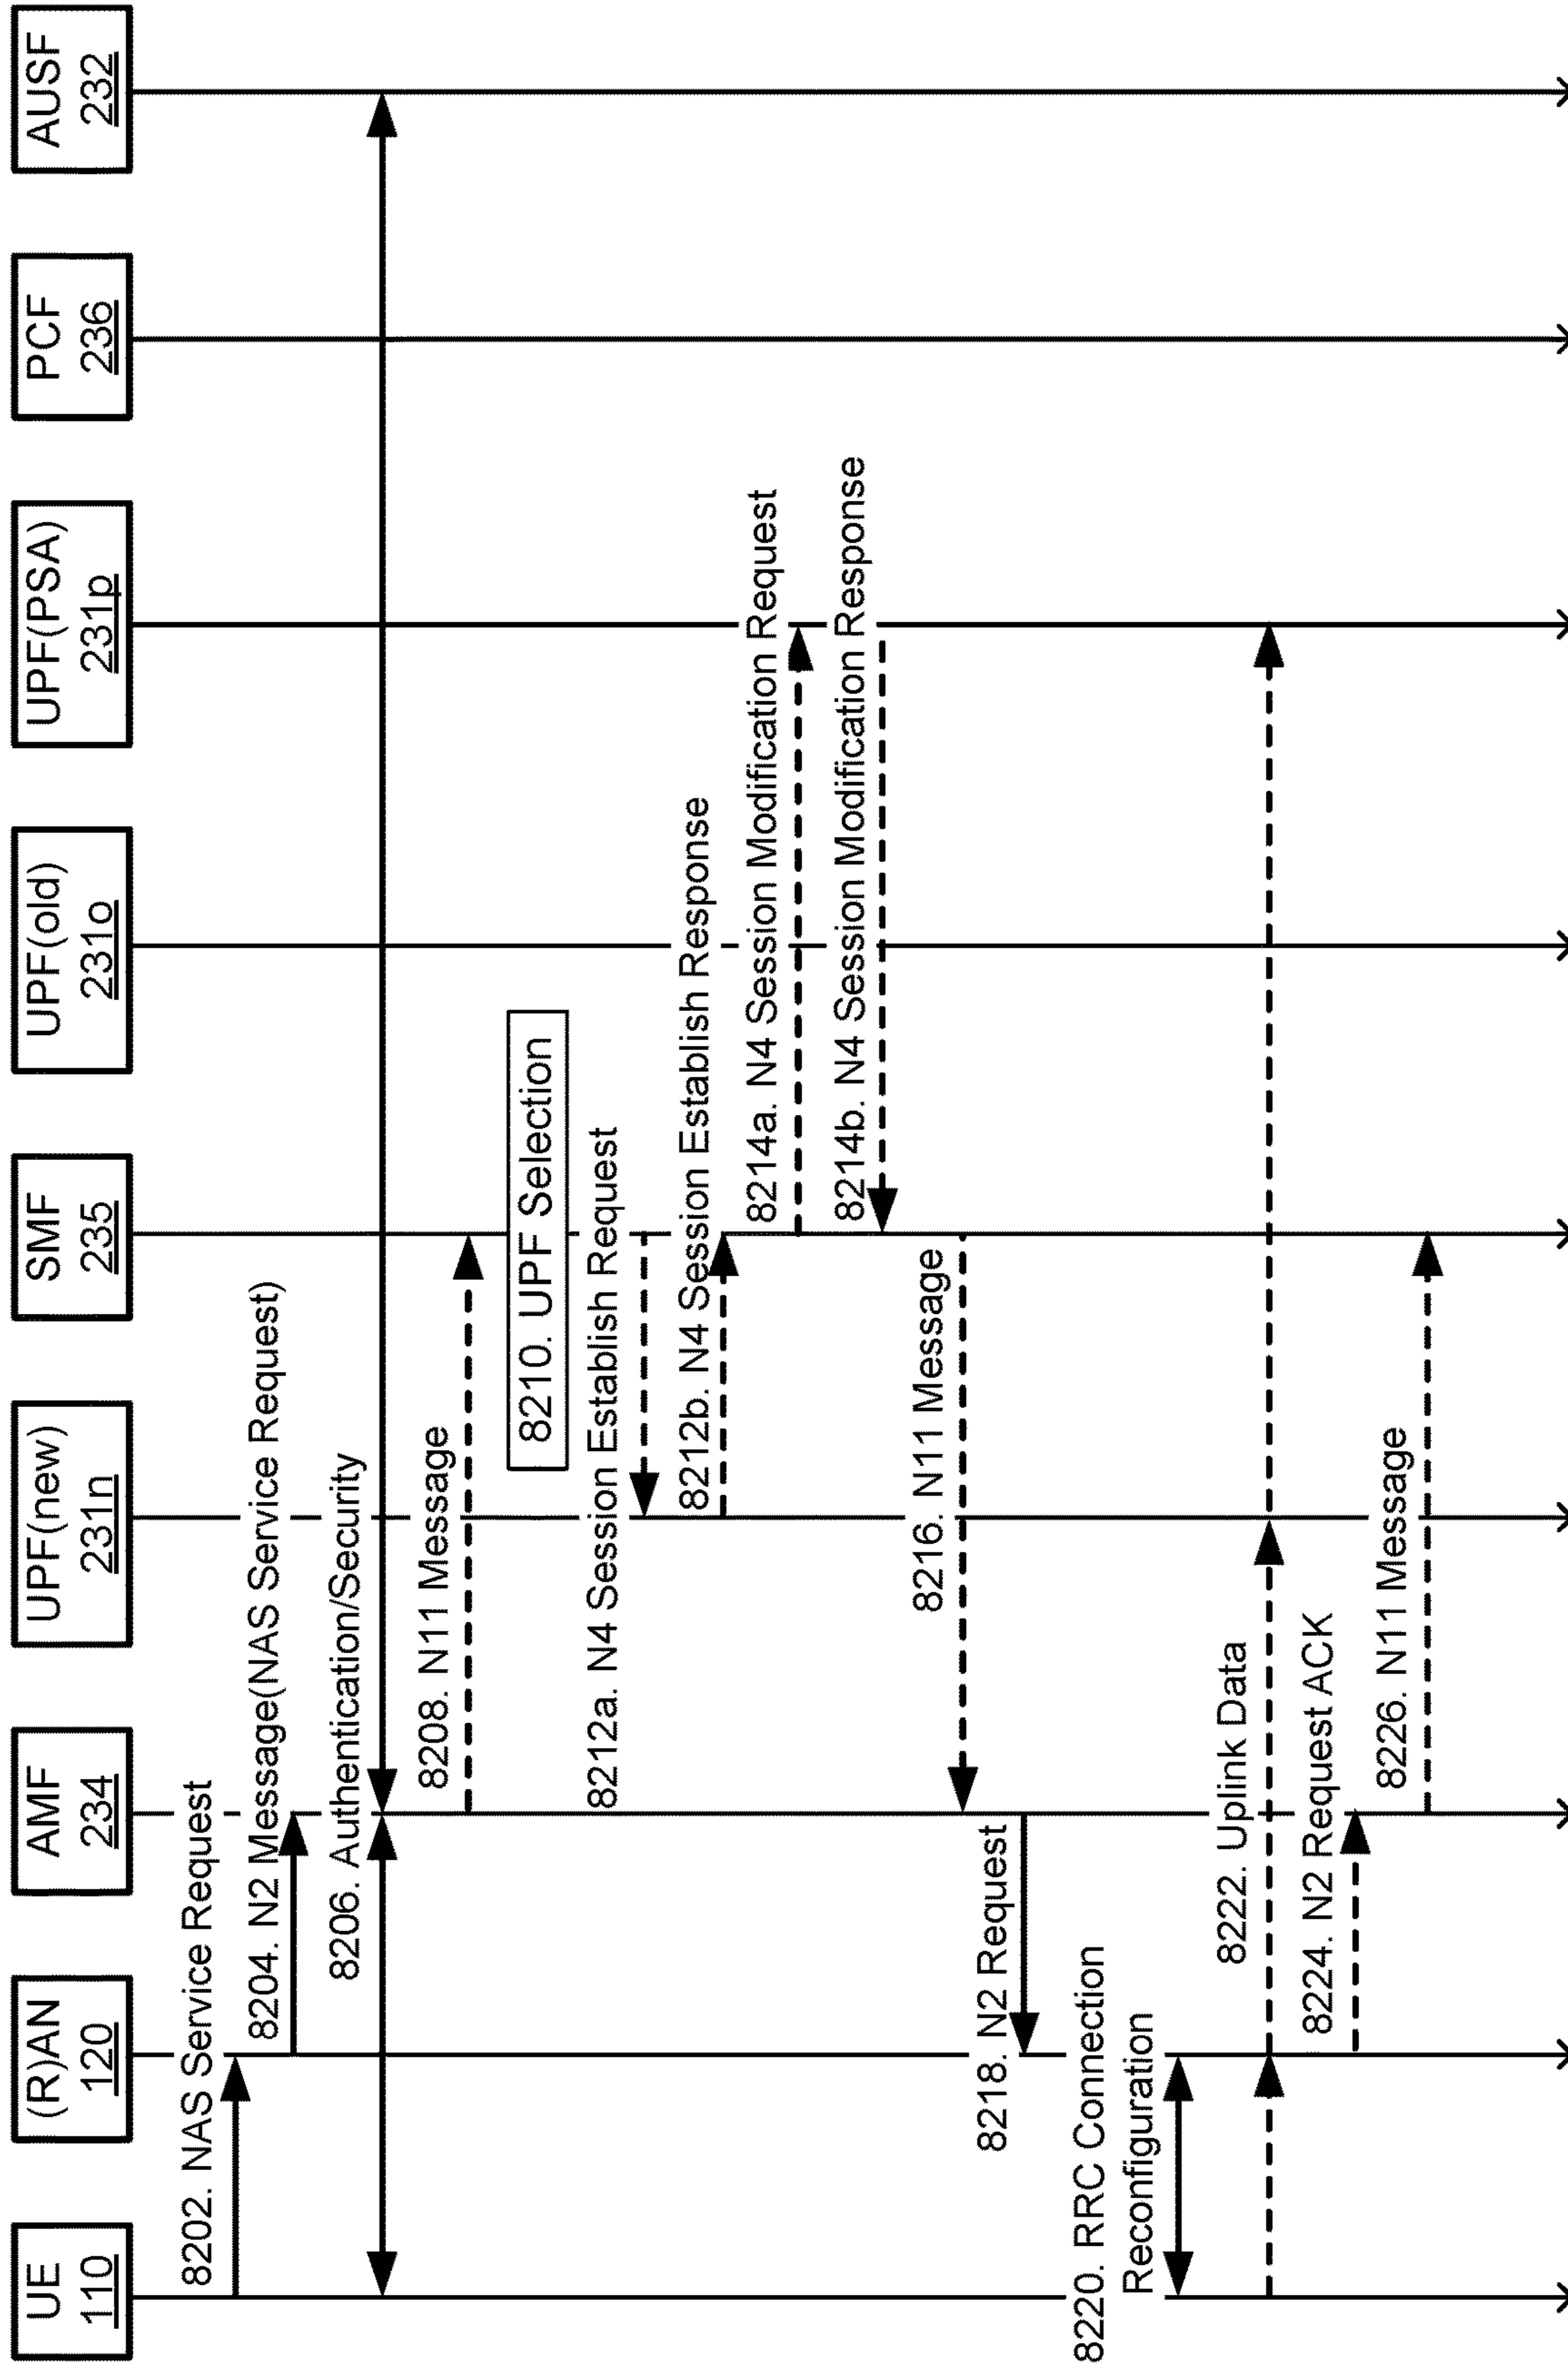 UE
110
(R)AN
120
AMF
234
UPF(new)
231n
SMF
235
UPF(old)
231o
UPF(PSA)
231p
PCF
236
AUSF
232
8202. NAS Service Request
8204. N2 Message(NAS Service Request)
8206. Authentication/Security
8208. N11 Message
8210. UPF Selection
8212a. N4 Session Establish Request
8212b. N4 Session Establish Response
8214a. N4 Session Modification Request
8214b. N4 Session Modification Response
8216. N11 Message
8218. N2 Request
8220. RRC Connection
Reconfiguration
8222. Uplink Data
8224. N2 Request ACK
8226. N11 Message